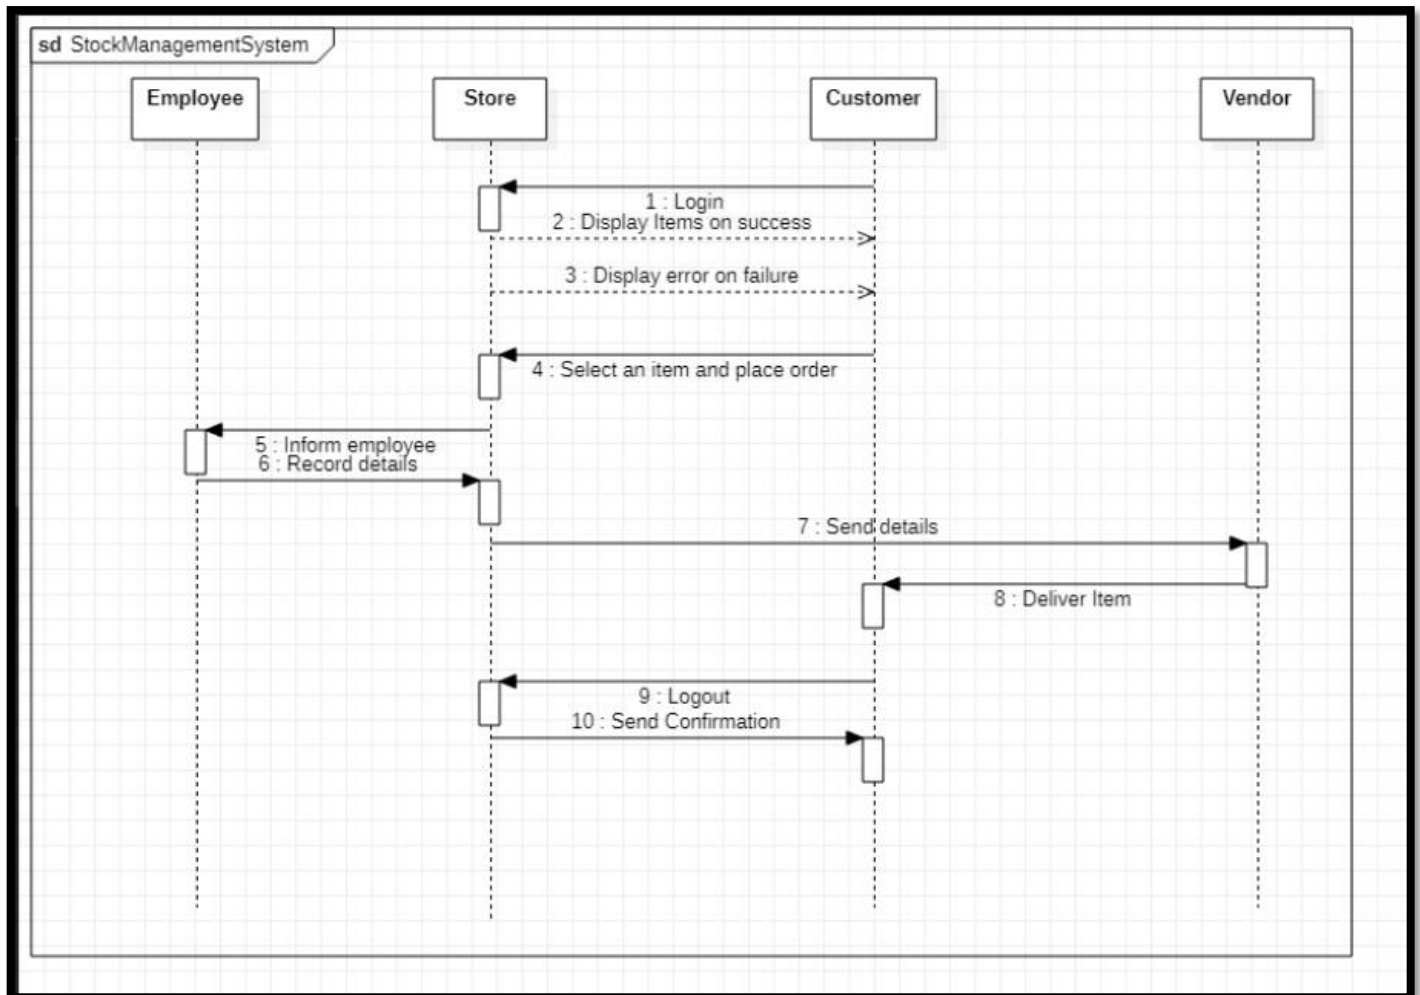 sd StockManagementSystem
Employee
Store
Customer
Vendor
1 : Login
2 : Display Items on success
3 : Display error on failure
4 : Select an item and place order
5 : Inform employee
6 : Record details
7 : Send details
8 : Deliver Item
9 : Logout
10 : Send Confirmation